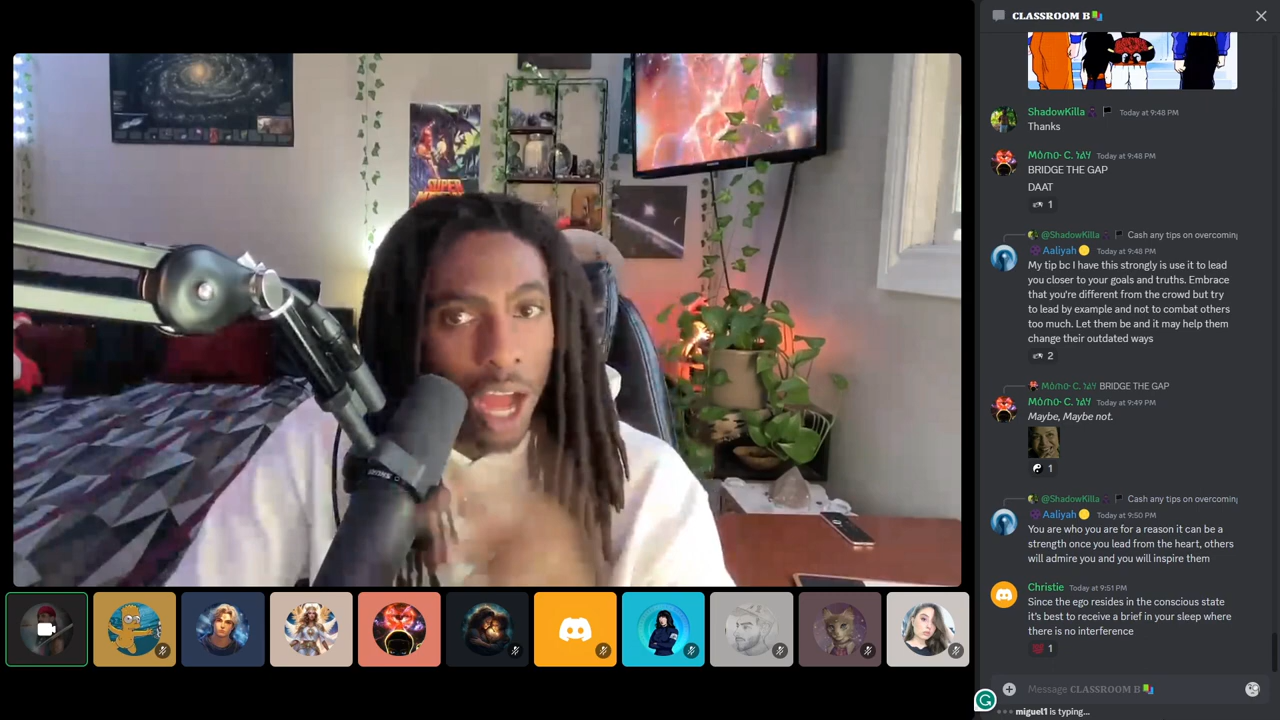 CLASSROOM B
ShadowKilla Today at 9:48 PM
Thanks
Today at 9:48 PM
BRIDGE THE GAP
DAAT
1
@ShadowKilla Cash any tips on overcoming
Aaliyah Today at 9:48 PM
My tip bc I have this strongly is use it to lead
you closer to your goals and truths. Embrace
that you're different from the crowd but try
to lead by example and not to combat others
too much. Let them be and it may help them
change their outdated ways
2
BRIDGE THE GAP
Today at 9:49 PM
Maybe, Maybe not.
1
@ShadowKilla Cash any tips on overcoming
Aaliyah Today at 9:50 PM
You are who you are for a reason it can be a
strength once you lead from the heart, others
will admire you and you will inspire them
Christie Today at 9:51 PM
Since the ego resides in the conscious state
it's best to receive a brief in your sleep where
there is no interference
1
Message CLASSROOM B
miguel1 is typing...
SUPER